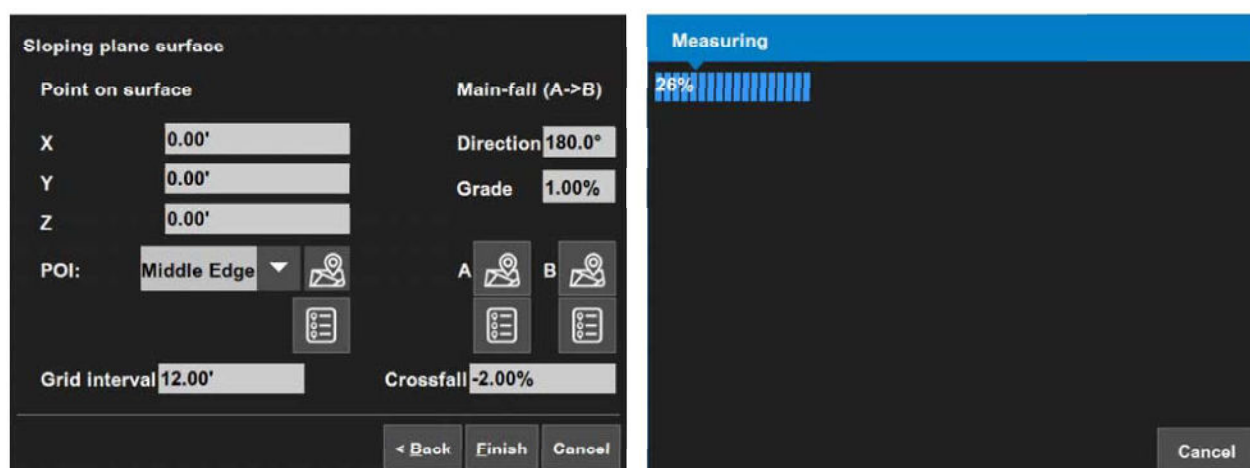 Sloping plane surface
Point on surface
Main-fall (A->B)
X 0.00'
Direction 180.0°
Y 0.00'
Grade 1.00%
Z 0.00'
POI: Middle Edge
A B
Grid interval 12.00'
Crossfall -2.00%
< Back Finish Cancel
Measuring
26%
Cancel